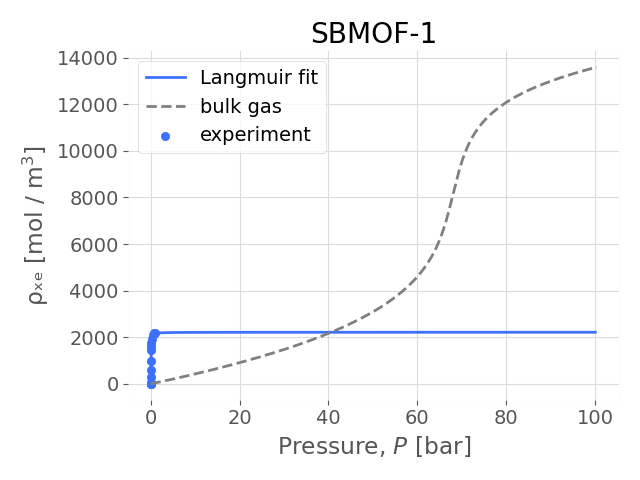 SBMOF-1
14000
12000
10000
8000
6000
4000
2000
0
ρₓₑ [mol / m³]
Langmuir fit
bulk gas
experiment
0 20 40 60 80 100
Pressure, P [bar]